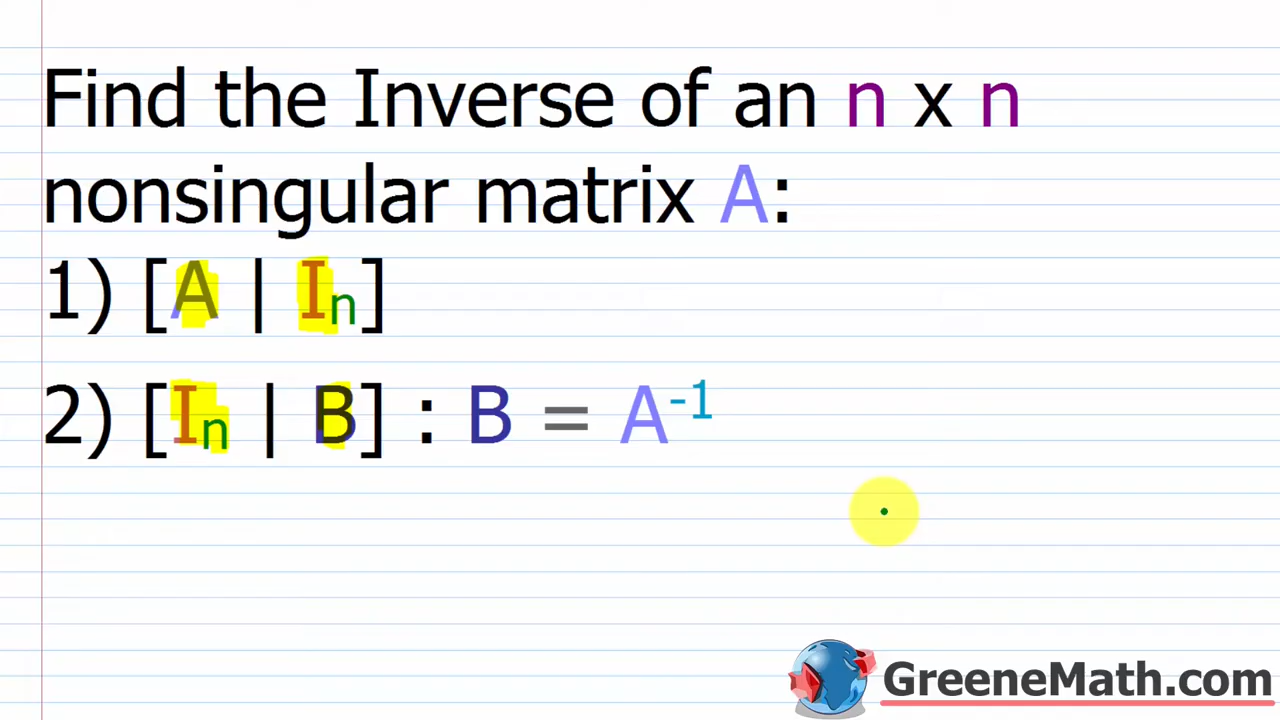 Find the Inverse of an n x n
nonsingular matrix A:
1) [A | Iₙ]
2) [Iₙ | B] : B = A⁻¹
GreeneMath.com